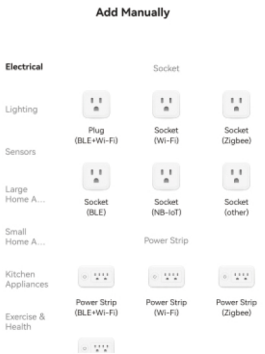 Add Manually
Electrical
Lighting
Sensors
Large
Home A...
Small
Home A...
Kitchen
Appliances
Exercise &
Health
Socket
Plug
(BLE+Wi-Fi)
Socket
(Wi-Fi)
Socket
(Zigbee)
Socket
(BLE)
Socket
(NB-IoT)
Socket
(other)
Power Strip
Power Strip
(BLE+Wi-Fi)
Power Strip
(Wi-Fi)
Power Strip
(Zigbee)